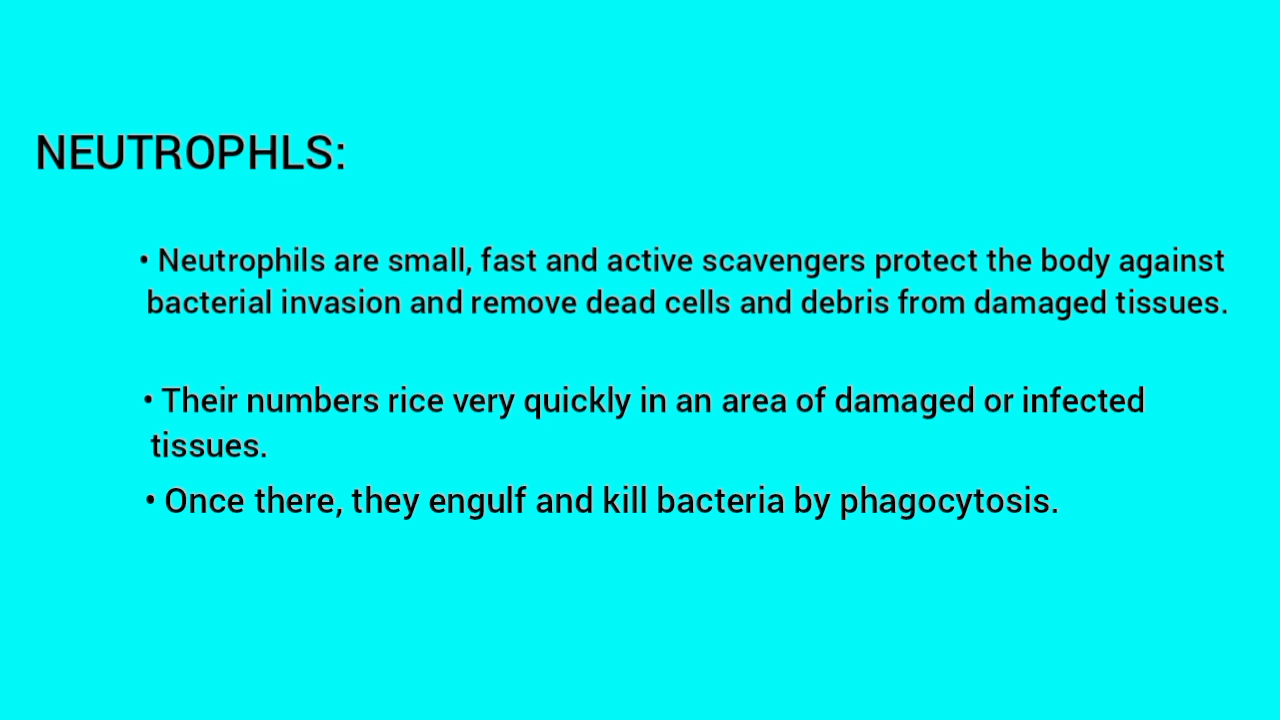 NEUTROPHLS:
• Neutrophils are small, fast and active scavengers protect the body against
bacterial invasion and remove dead cells and debris from damaged tissues.
• Their numbers rice very quickly in an area of damaged or infected
tissues.
• Once there, they engulf and kill bacteria by phagocytosis.